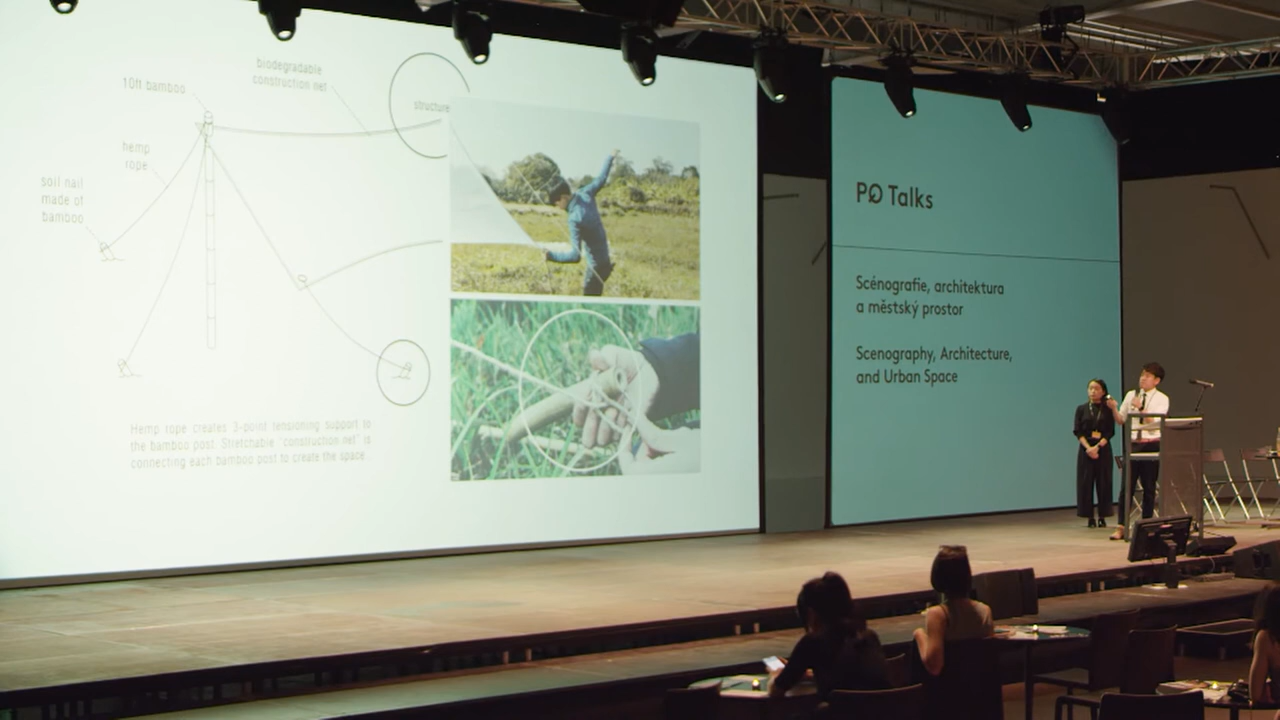 10ft bamboo
biodegradable
construction net
structure
hemp
rope
soil nail
made of
bamboo
Hemp rope creates 3-point tensioning support to
the bamboo post. Stretchable "construction net" is
connecting each bamboo post to create the space.
PQ Talks
Scénografie, architektura
a městský prostor
Scenography, Architecture,
and Urban Space